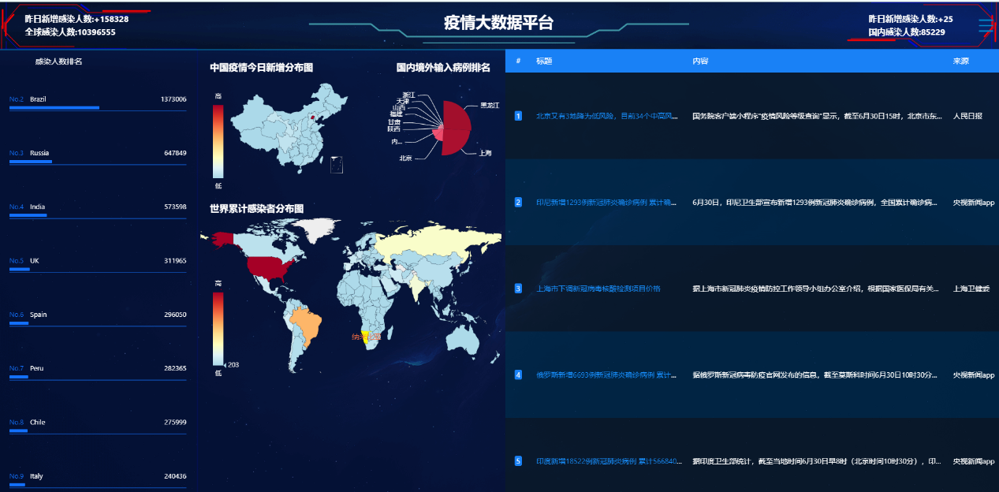 昨日新增感染人数:+158328
全球感染人数:10396555
疫情大数据平台
昨日新增感染人数:+25
国内感染人数:85229
感染人数排名
No.2 Brazil 1373006
No.3 Russia 647849
No.4 India 573598
No.5 UK 311965
No.6 Spain 296050
No.7 Peru 282365
No.8 Chile 275999
No.9 Italy 240436
中国疫情今日新增分布图
高
低
国内境外输入病例排名
浙江
天津
山西
福建
甘肃
陕西
内...
北京
黑龙江
上海
世界累计感染者分布图
高
203
低
# 标题 内容 来源
1 北京又有3地降为低风险，目前34个中高风... 国务院客户端小程序"疫情风险等级查询"显示，截至6月30日15时，北京市东... 人民日报
2 印尼新增1293例新冠肺炎确诊病例 累计确... 6月30日，印尼卫生部宣布新增1293例新冠肺炎确诊病例，全国累计确诊病... 央视新闻app
3 上海市下调新冠病毒核酸检测项目价格 据上海市新冠肺炎疫情防控工作领导小组办公室介绍，根据国家医保局有关... 上海卫健委
4 俄罗斯新增6693例新冠肺炎确诊病例 累计... 据俄罗斯新冠病毒防疫官网发布的信息，截至莫斯科时间6月30日10时30分... 央视新闻app
5 印度新增18522例新冠肺炎病例 累计566840... 据印度卫生部统计，截至当地时间6月30日早8时（北京时间10时30分），印... 央视新闻app